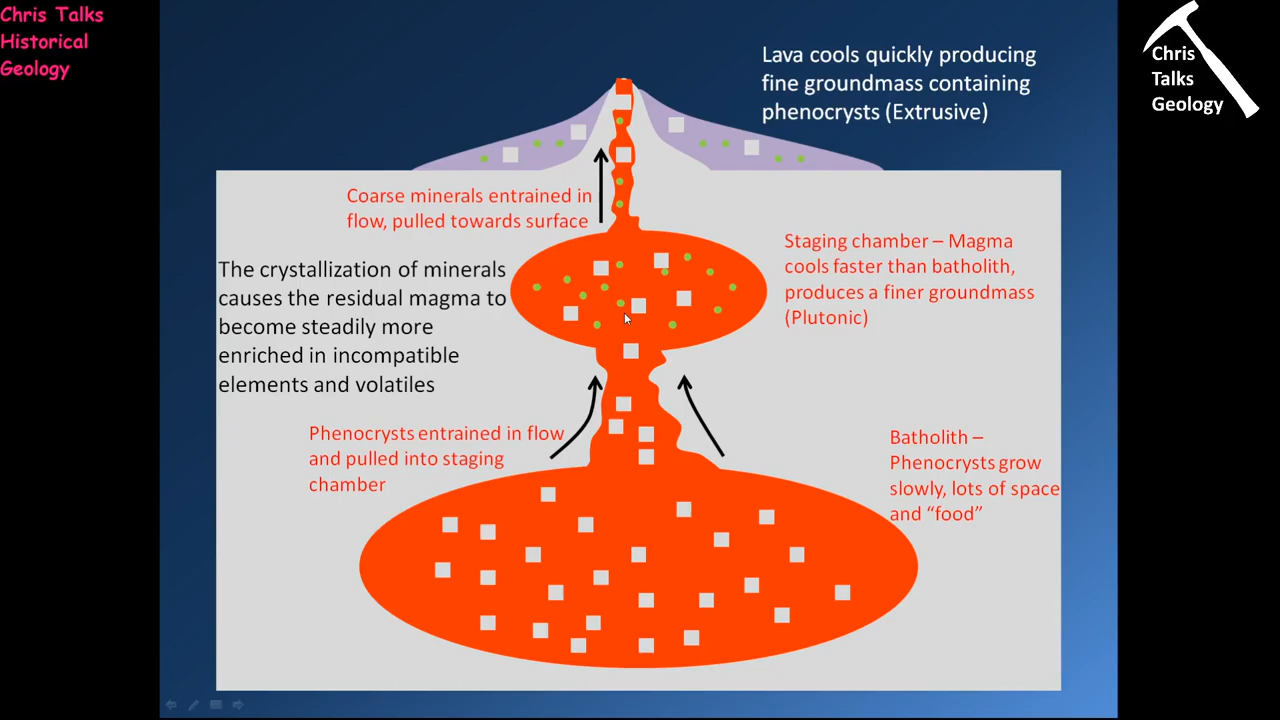 Chris Talks
Historical
Geology
Chris
Talks
Geology
Lava cools quickly producing
fine groundmass containing
phenocrysts (Extrusive)
Coarse minerals entrained in
flow, pulled towards surface
The crystallization of minerals
causes the residual magma to
become steadily more
enriched in incompatible
elements and volatiles
Staging chamber – Magma
cools faster than batholith,
produces a finer groundmass
(Plutonic)
Phenocrysts entrained in flow
and pulled into staging
chamber
Batholith –
Phenocrysts grow
slowly, lots of space
and “food”